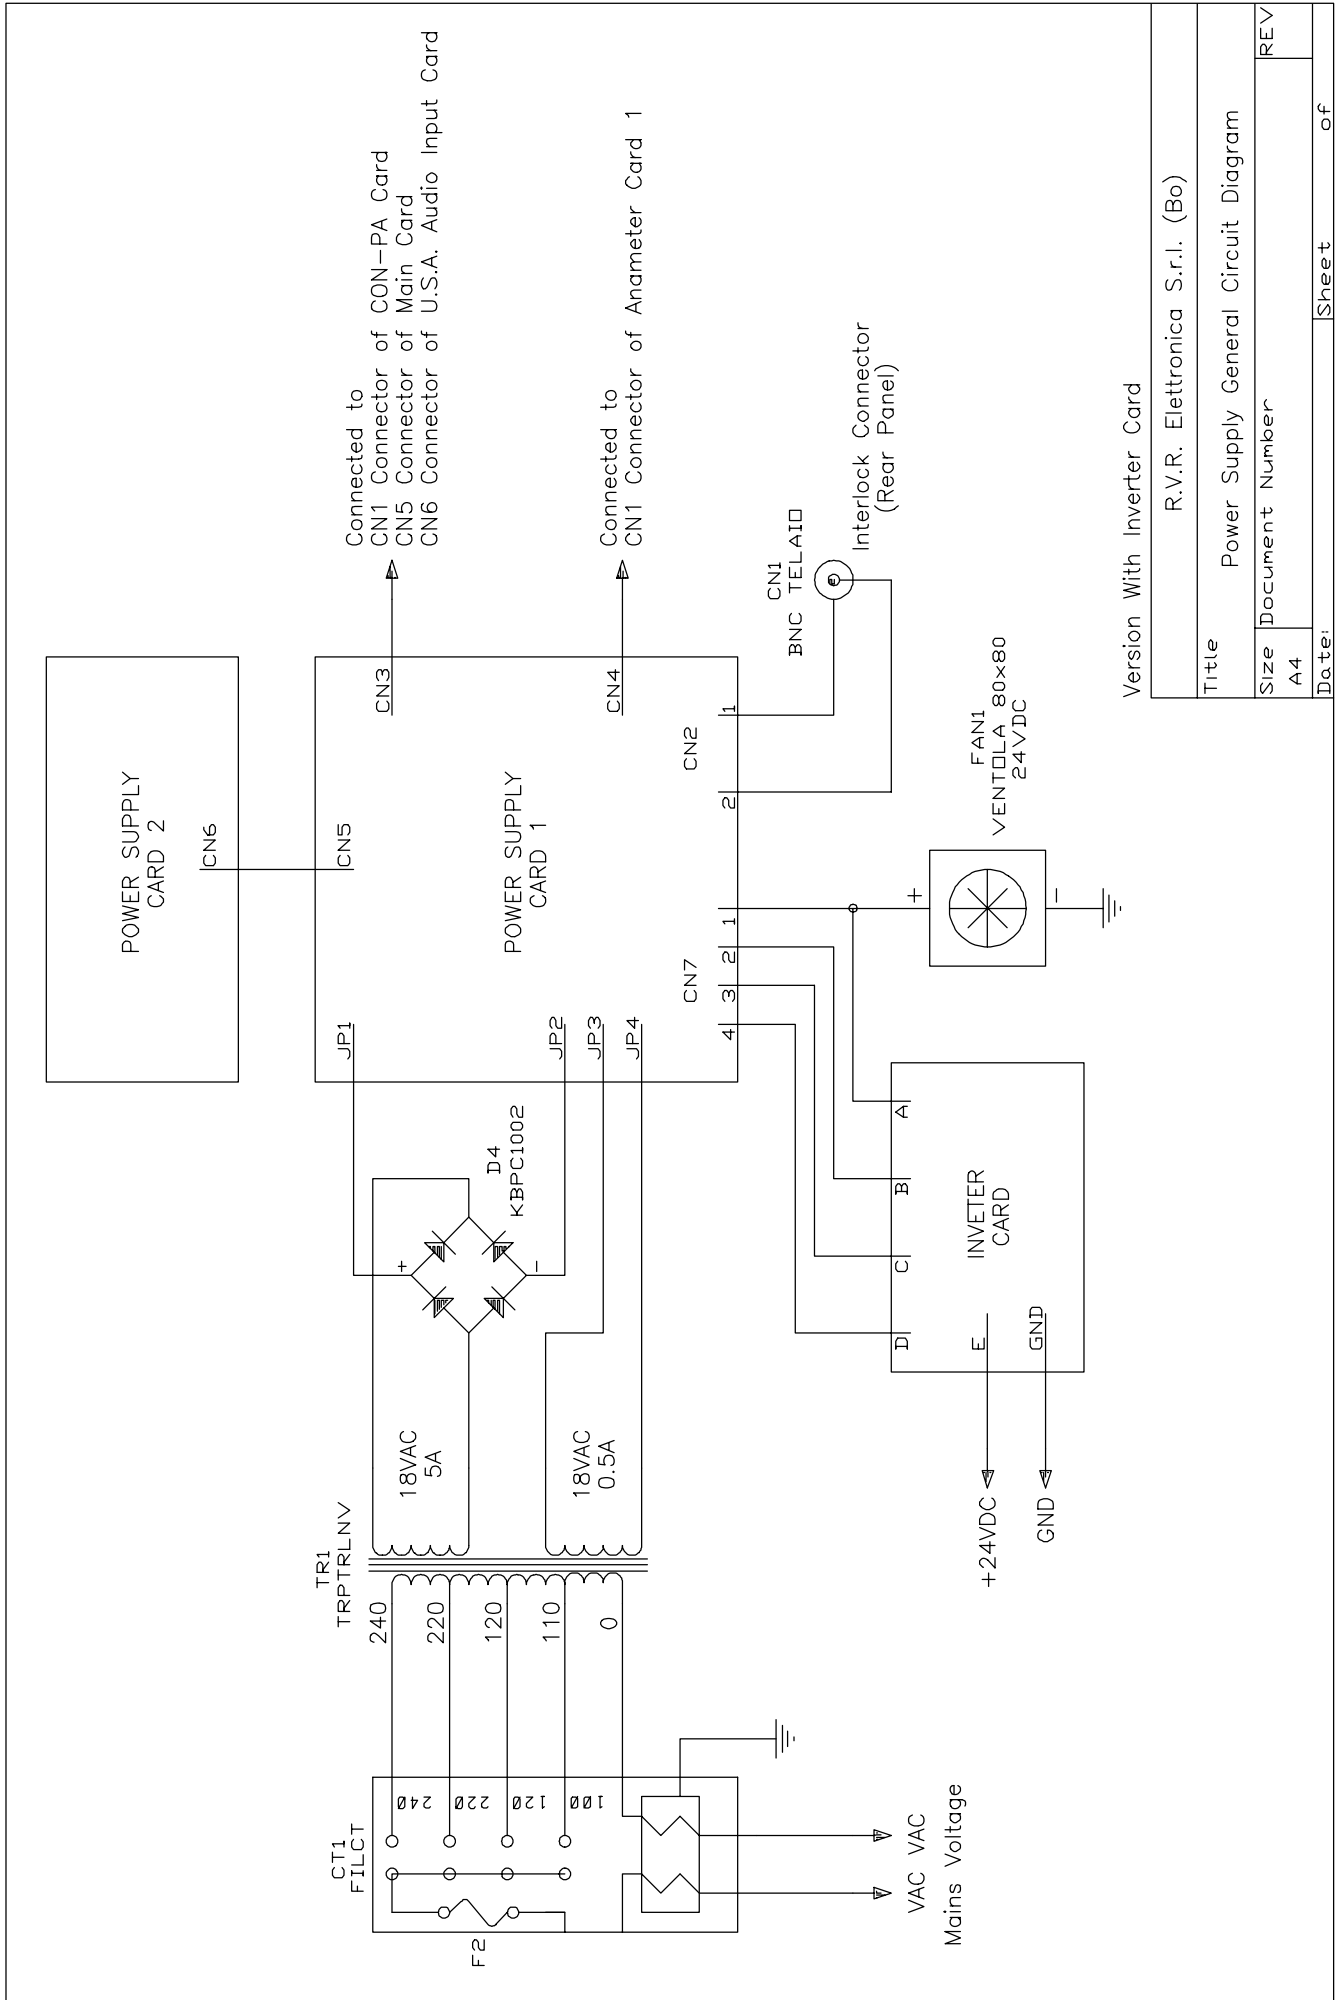 POWER SUPPLY
CARD 2
CN6
CN5
POWER SUPPLY
CARD 1
CN3
Connected to
CN1 Connector of CON-PA Card
CN5 Connector of Main Card
CN6 Connector of U.S.A. Audio Input Card
CN4
Connected to
CN1 Connector of Anameter Card 1
JP1
JP2
JP3
JP4
CN2
1
2
CN1
BNC TELAIO
Interlock Connector
(Rear Panel)
CN7
1
2
3
4
D4
KBPC1002
+
-
18VAC
5A
18VAC
0.5A
TR1
TRPTRLNV
240
220
120
110
0
CT1
FILCT
240
220
120
100
F2
VAC VAC
Mains Voltage
FAN1
VENTOLA 80x80
24VDC
+
-
A
B
C
D
E
GND
INVETER
CARD
+24VDC
GND
Version With Inverter Card
R.V.R. Elettronica S.r.l. (Bo)
Title
Power Supply General Circuit Diagram
Size
A4
Document Number
REV
Date:
Sheet
of